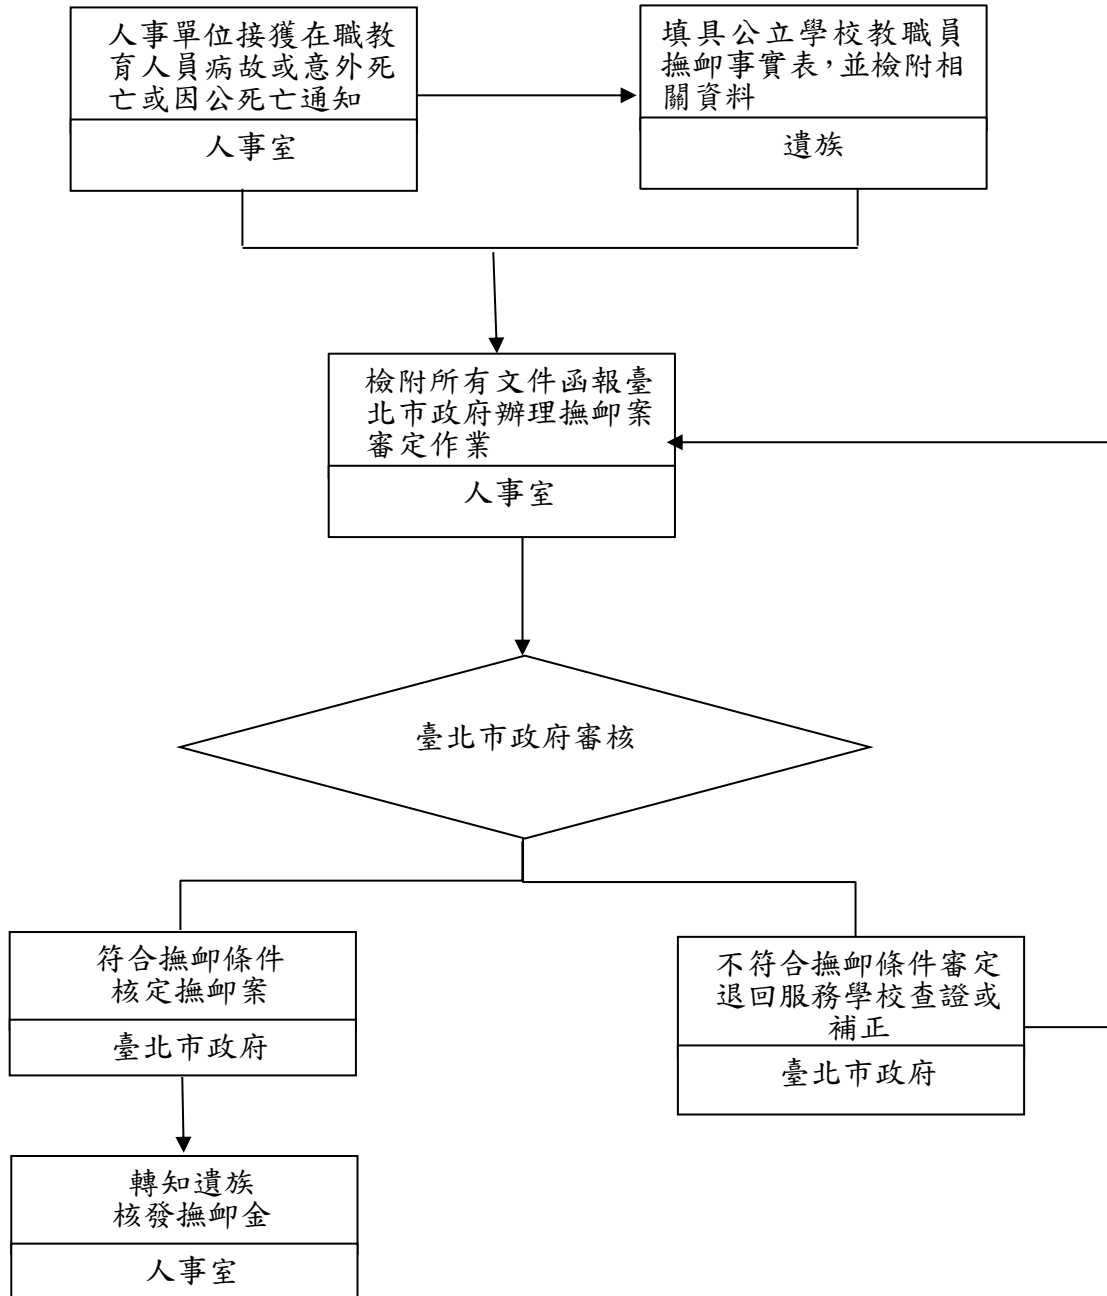 人事單位接獲在職教
育人員病故或意外死
亡或因公死亡通知
人事室
填具公立學校教職員
撫卹事實表，並檢附相
關資料
遺族
檢附所有文件函報臺
北市政府辦理撫卹案
審定作業
人事室
臺北市政府審核
符合撫卹條件
核定撫卹案
臺北市政府
不符合撫卹條件審定
退回服務學校查證或
補正
臺北市政府
轉知遺族
核發撫卹金
人事室